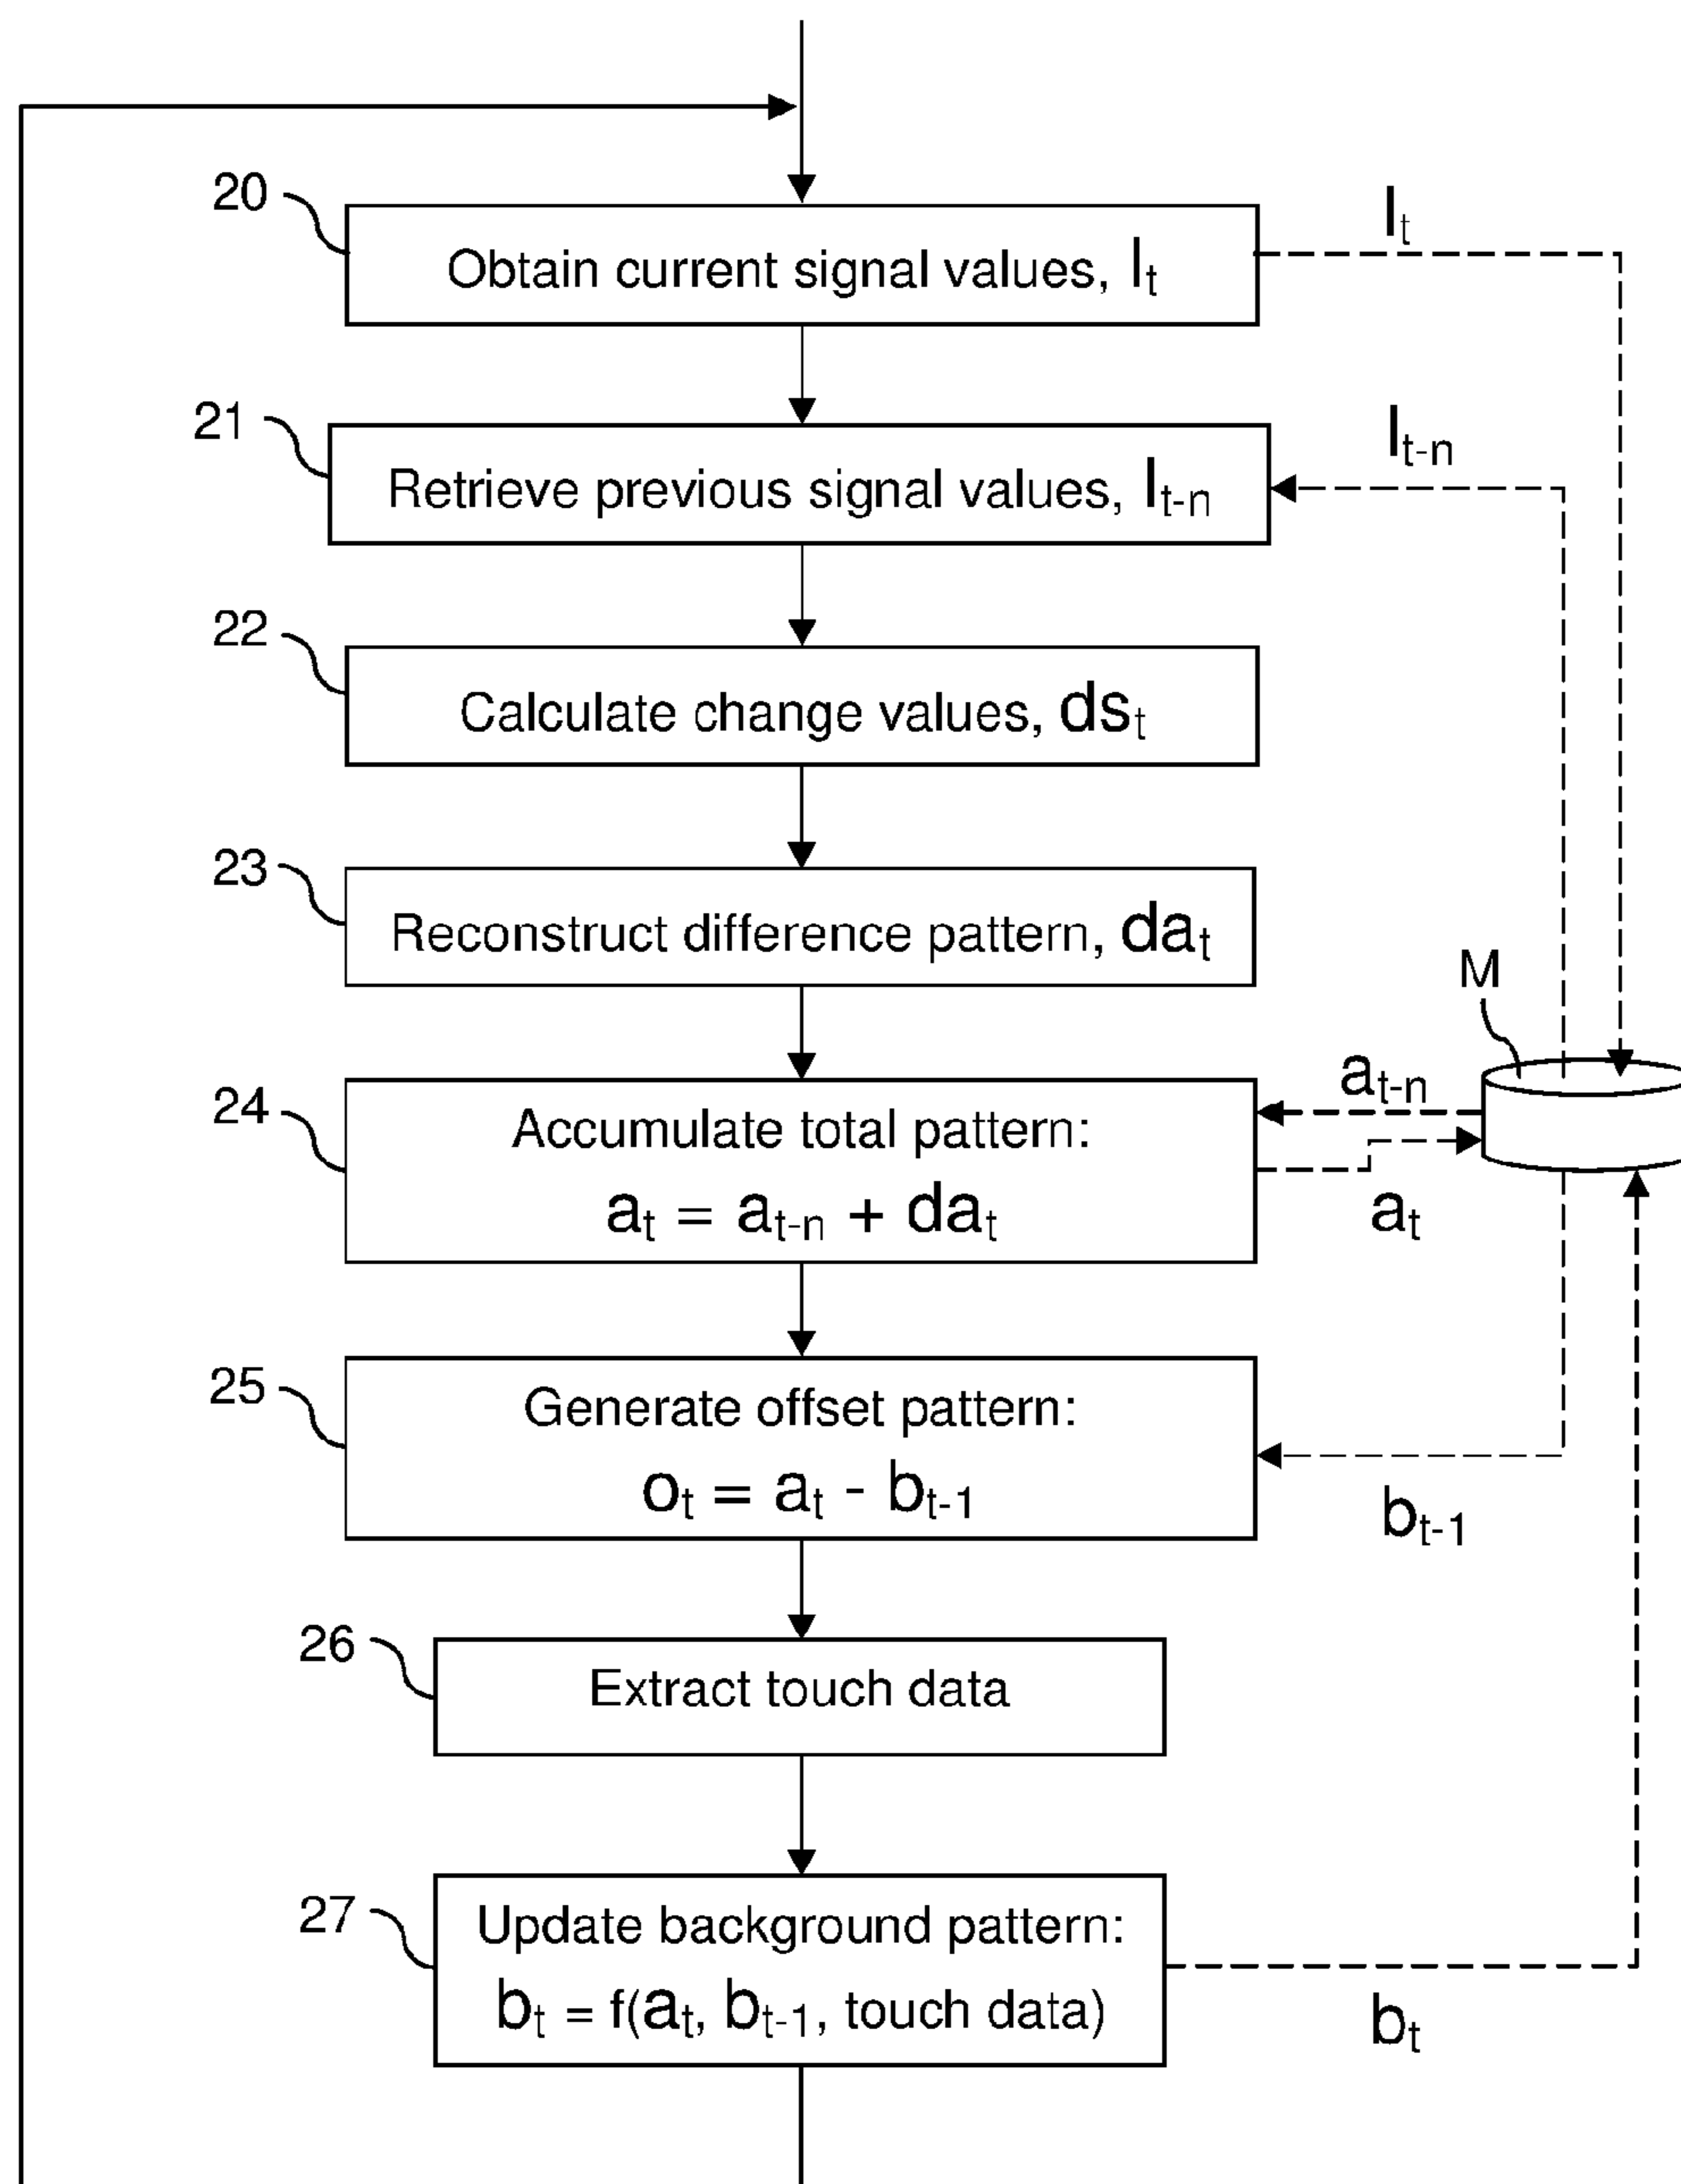 20
Obtain current signal values, Iₜ
Iₜ
21
Retrieve previous signal values, Iₜ₋ₙ
Iₜ₋ₙ
22
Calculate change values, dsₜ
23
Reconstruct difference pattern, daₜ
M
24
Accumulate total pattern:
aₜ = aₜ₋ₙ + daₜ
aₜ₋ₙ
aₜ
25
Generate offset pattern:
oₜ = aₜ - bₜ₋₁
bₜ₋₁
26
Extract touch data
27
Update background pattern:
bₜ = f(aₜ, bₜ₋₁, touch data)
bₜ